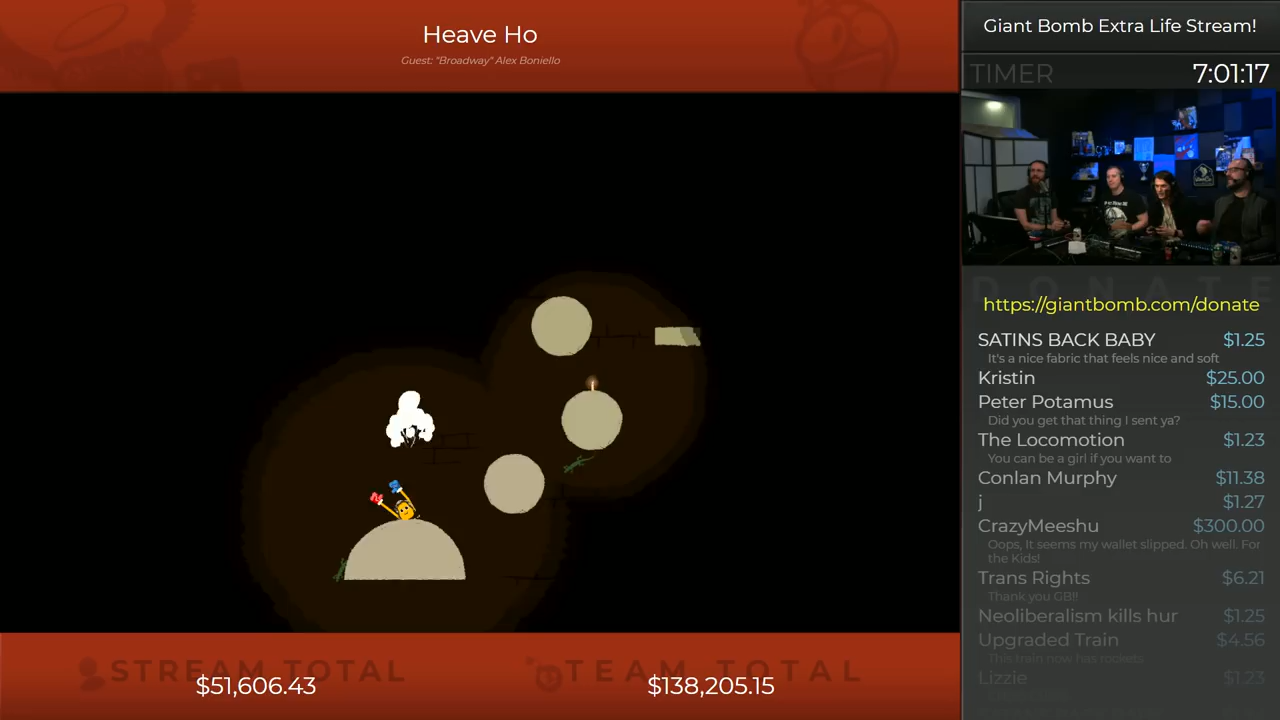 Heave Ho
Guest: "Broadway" Alex Boniello
Giant Bomb Extra Life Stream!
TIMER
7:01:17
DONATE
https://giantbomb.com/donate
SATINS BACK BABY $1.25
It's a nice fabric that feels nice and soft
Kristin $25.00
Peter Potamus $15.00
Did you get that thing I sent ya?
The Locomotion $1.23
You can be a girl if you want to
Conlan Murphy $11.38
j $1.27
CrazyMeeshu $300.00
Oops, It seems my wallet slipped. Oh well. For
the Kids!
Trans Rights $6.21
Thank you GB!!
Neoliberalism kills hur $1.25
Upgraded Train $4.56
This train now has rockets
Lizzie $1.23
STREAM TOTAL
$51,606.43
TEAM TOTAL
$138,205.15